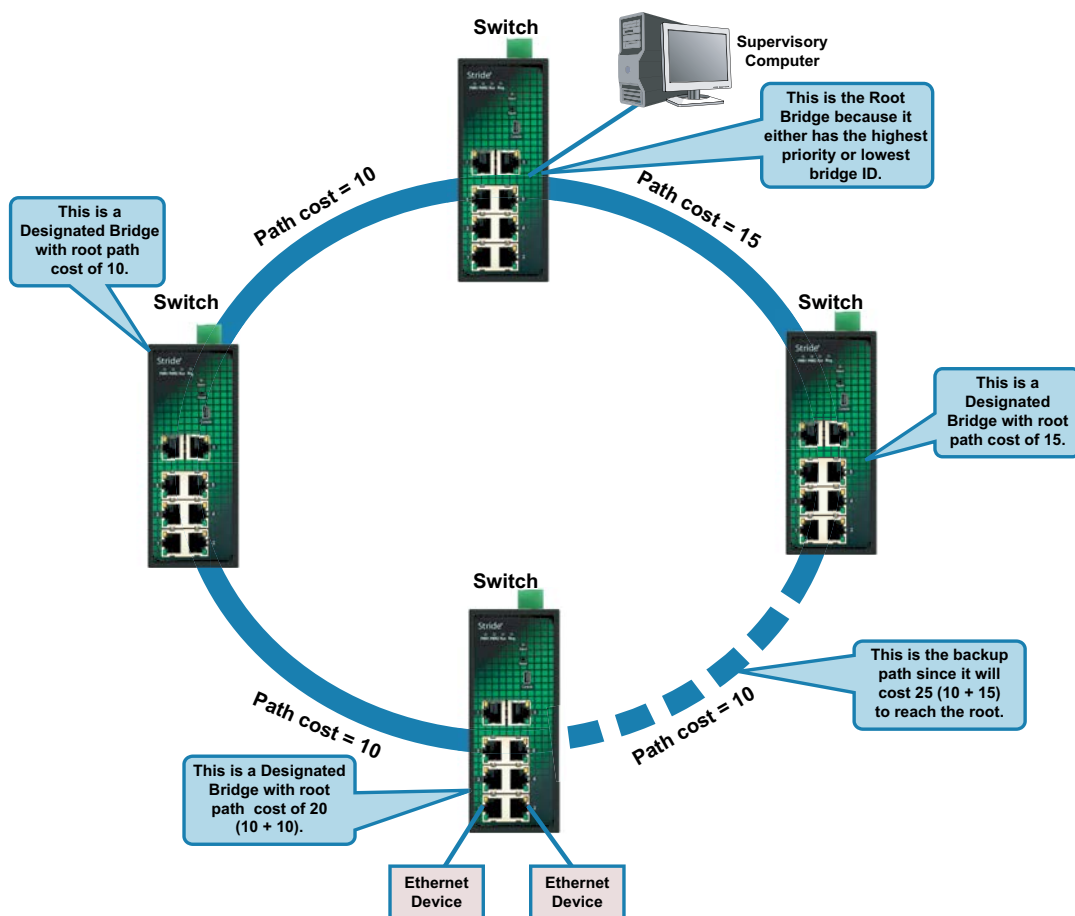 Switch
Supervisory
Computer
Stride
This is the Root
Bridge because it
either has the highest
priority or lowest
bridge ID.
Path cost = 10
Path cost = 15
This is a
Designated Bridge
with root path
cost of 10.
Switch
Switch
Stride
Stride
This is a
Designated
Bridge with root
path cost of 15.
Switch
Stride
This is the backup
path since it will
cost 25 (10 + 15)
to reach the root.
Path cost = 10
Path cost = 10
This is a Designated
Bridge with root
path cost of 20
(10 + 10).
Ethernet
Device
Ethernet
Device